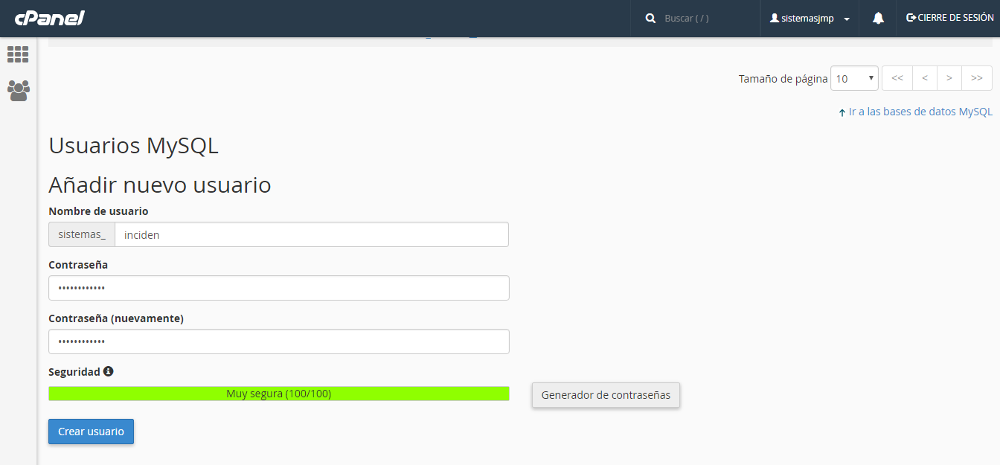 cPanel
Buscar ( / )
sistemasjmp
CIERRE DE SESIÓN
Tamaño de página 10 << < > >>
Ir a las bases de datos MySQL
Usuarios MySQL
Añadir nuevo usuario
Nombre de usuario
sistemas_ inciden
Contraseña
••••••••••••
Contraseña (nuevamente)
••••••••••••
Seguridad
Muy segura (100/100)
Generador de contraseñas
Crear usuario